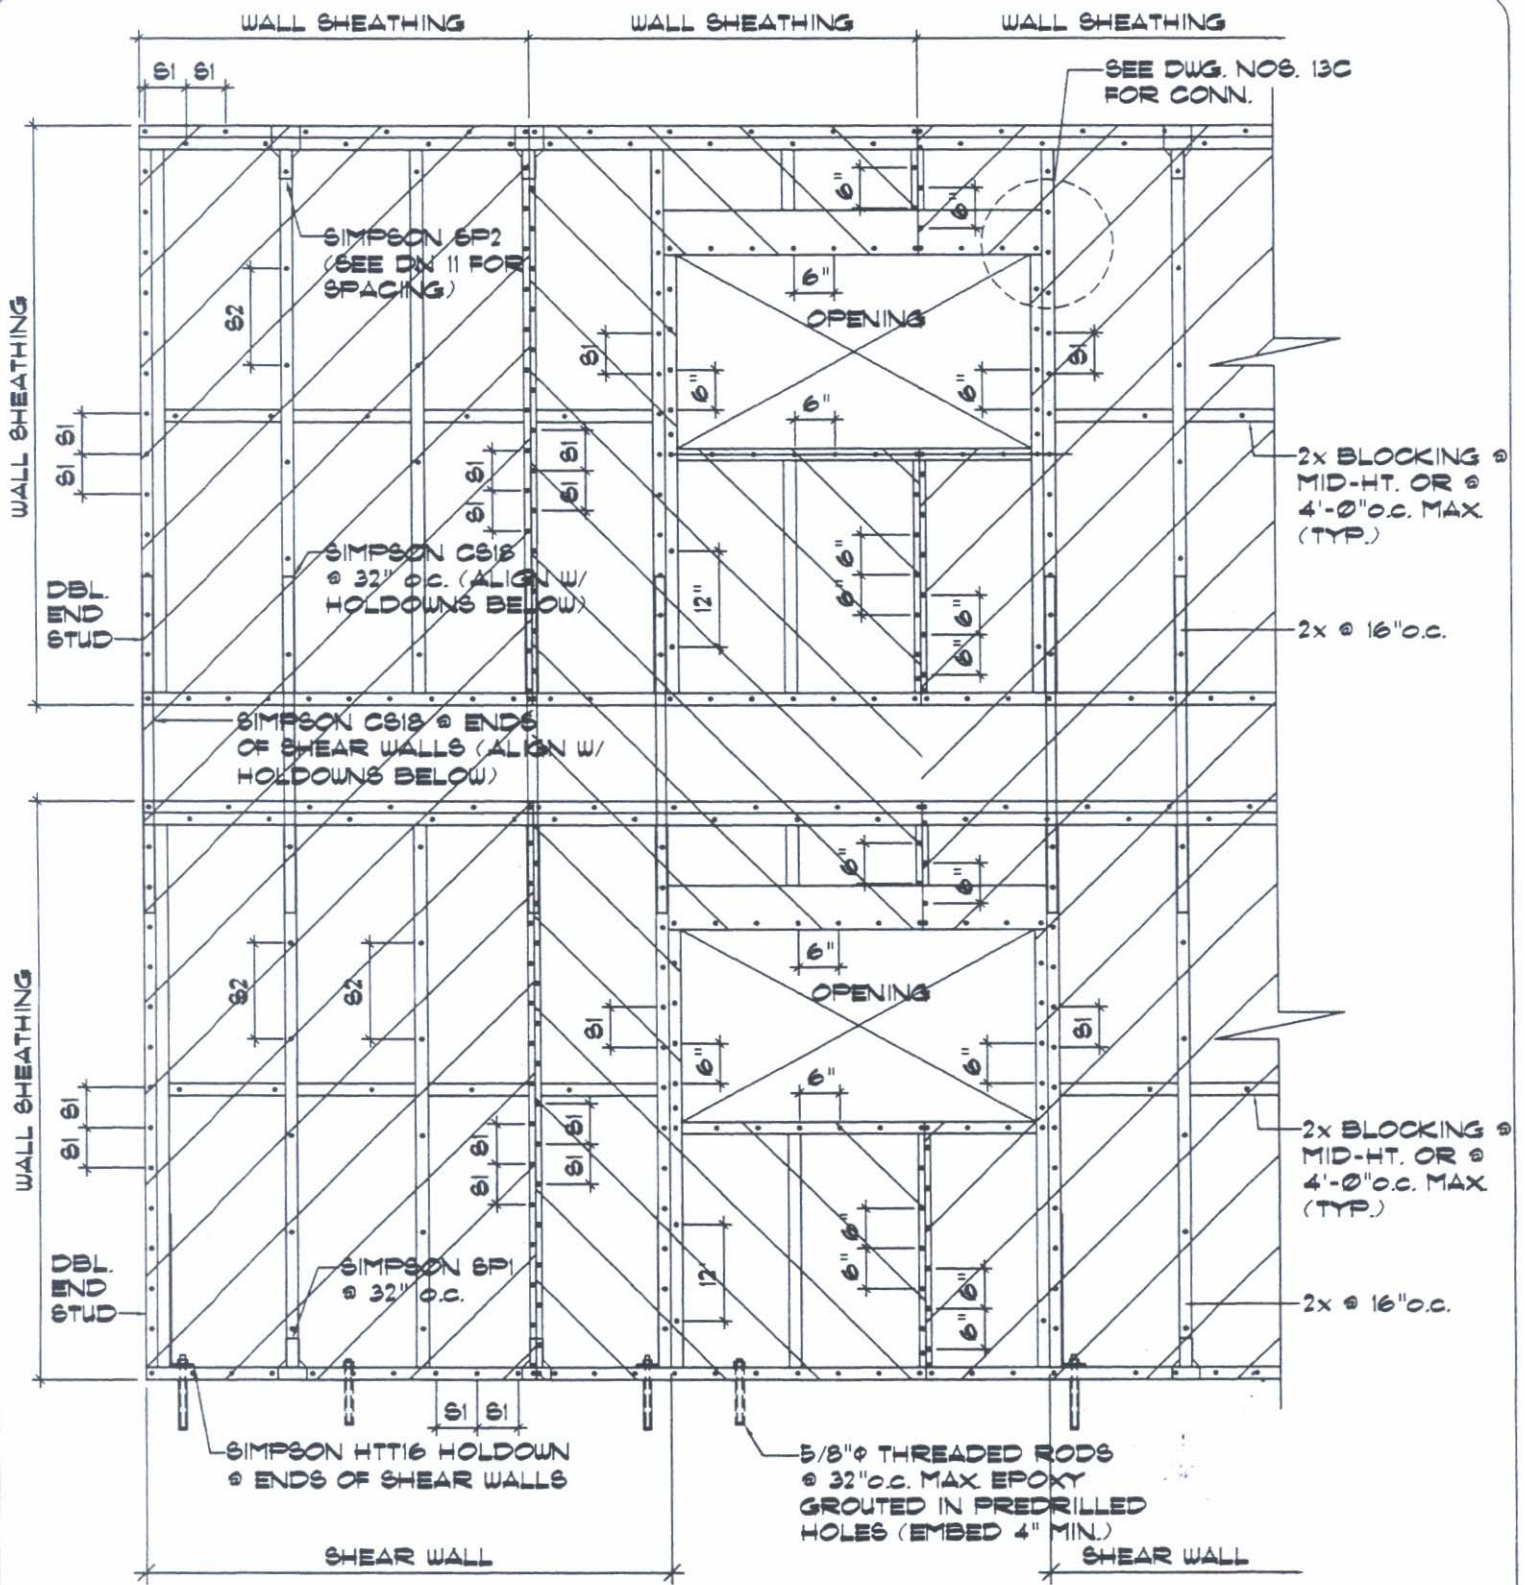 WALL SHEATHING
WALL SHEATHING
WALL SHEATHING
S1
S1
SEE DWG. NOS. 13C
FOR CONN.
6"
6"
SIMPSON SP2
(SEE DN 11 FOR
SPACING)
S2
6"
OPENING
WALL SHEATHING
S1
S1
6"
6"
6"
S1
S1
S1
S1
S1
S1
2x BLOCKING @
MID-HT. OR @
4'-0"o.c. MAX.
(TYP.)
SIMPSON CS18
@ 32" o.c. (ALIGN W/
HOLDOWNS BELOW)
DBL.
END
STUD
12"
6"
6"
6"
6"
2x @ 16"o.c.
SIMPSON CS18 @ ENDS
OF SHEAR WALLS (ALIGN W/
HOLDOWNS BELOW)
6"
6"
6"
OPENING
S2
S2
WALL SHEATHING
S1
S1
6"
6"
6"
S1
S1
S1
S1
S1
S1
2x BLOCKING @
MID-HT. OR @
4'-0"o.c. MAX.
(TYP.)
DBL.
END
STUD
SIMPSON SP1
@ 32" o.c.
12"
6"
6"
6"
6"
2x @ 16"o.c.
S1
S1
SIMPSON HTT16 HOLDOWN
@ ENDS OF SHEAR WALLS
5/8"φ THREADED RODS
@ 32"o.c. MAX. EPOXY
GROUTED IN PREDRILLED
HOLES (EMBED 4" MIN.)
SHEAR WALL
SHEAR WALL